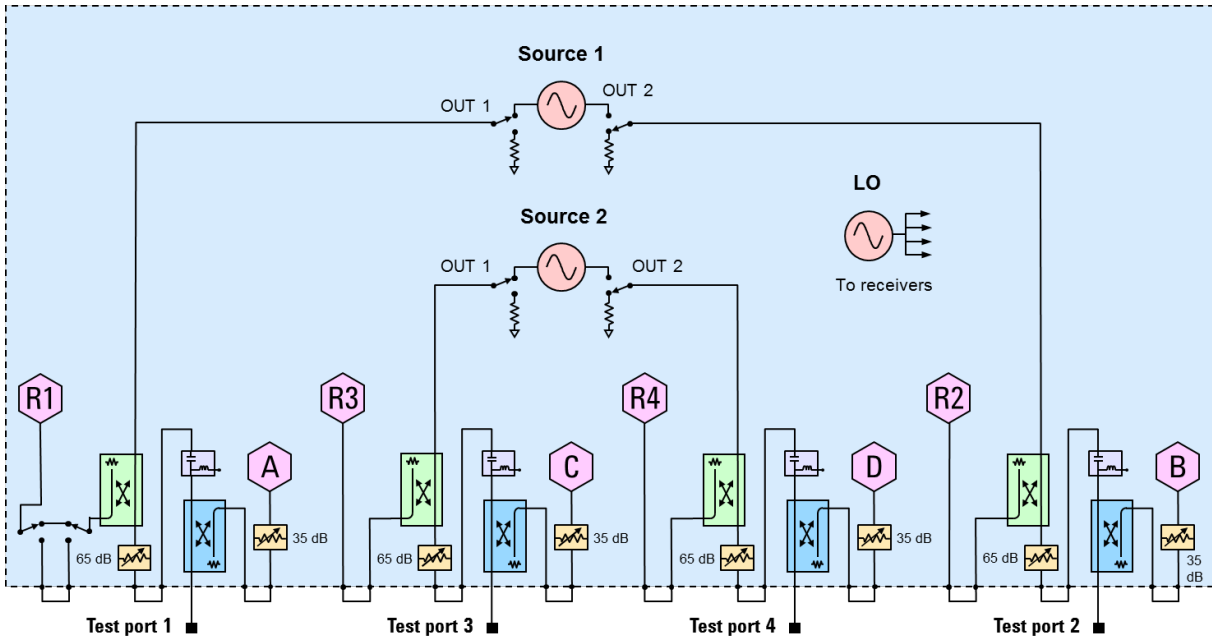 Source 1
OUT 1
OUT 2
LO
Source 2
OUT 1
OUT 2
To receivers
R1
R3
R4
R2
A
C
D
B
65 dB
35 dB
65 dB
35 dB
65 dB
35 dB
65 dB
35
dB
Test port 1
Test port 3
Test port 4
Test port 2